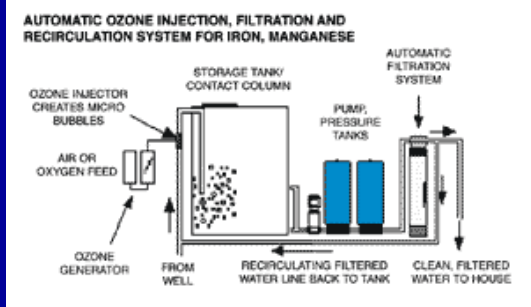 AUTOMATIC OZONE INJECTION, FILTRATION AND
RECIRCULATION SYSTEM FOR IRON, MANGANESE
AUTOMATIC
FILTRATION
SYSTEM
STORAGE TANK/
CONTACT COLUMN
OZONE INJECTOR
CREATES MICRO
BUBBLES
PUMP,
PRESSURE
TANKS
AIR OR
OXYGEN FEED
OZONE
GENERATOR
FROM
WELL
RECIRCULATING FILTERED
WATER LINE BACK TO TANK
CLEAN, FILTERED
WATER TO HOUSE